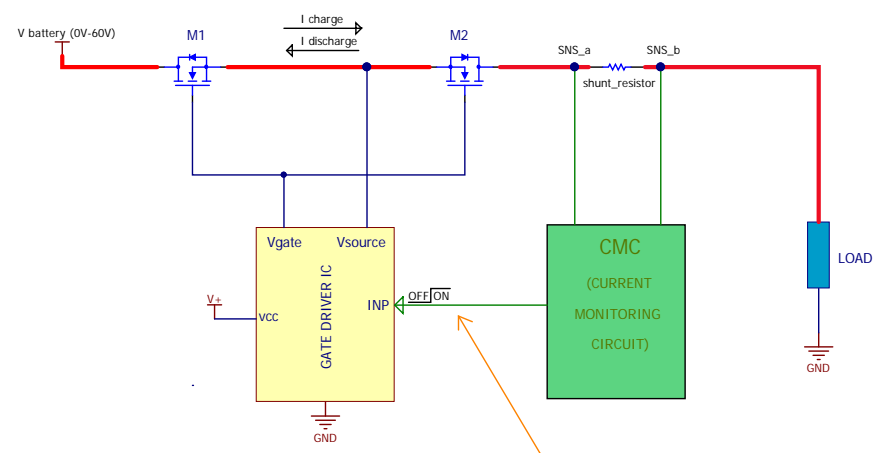 I charge
V battery (0V-60V)
M1
I discharge
M2
SNS_a
SNS_b
shunt_resistor
Vgate
Vsource
CMC
(CURRENT
MONITORING
CIRCUIT)
LOAD
GATE DRIVER IC
INP
OFF ON
V+
vcc
GND
GND